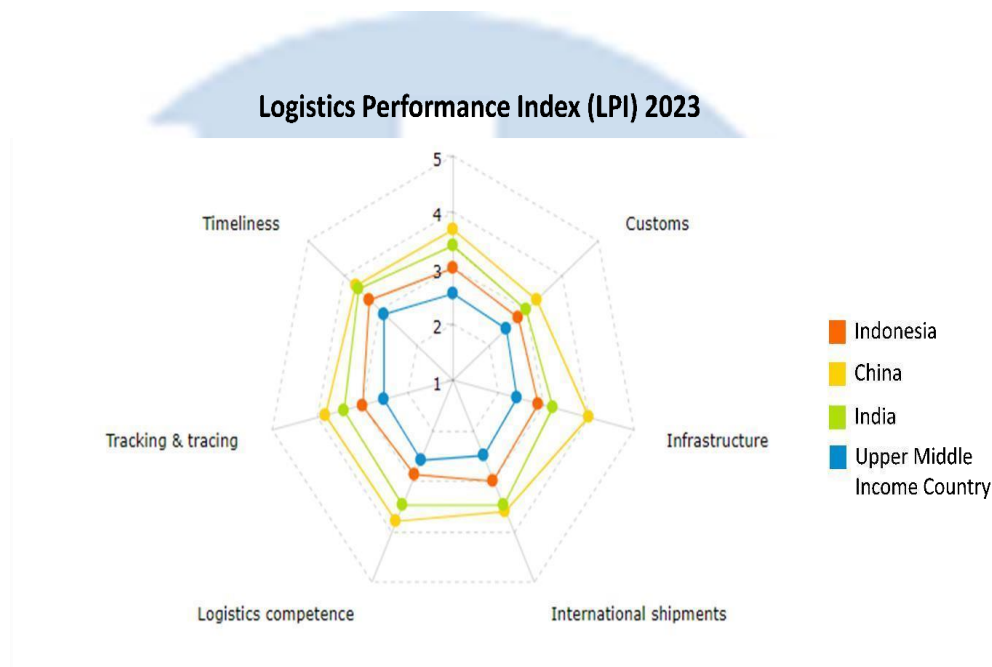 Logistics Performance Index (LPI) 2023
5
4
3
2
1
Timeliness
Customs
Tracking & tracing
Infrastructure
Logistics competence
International shipments
Indonesia
China
India
Upper Middle
Income Country